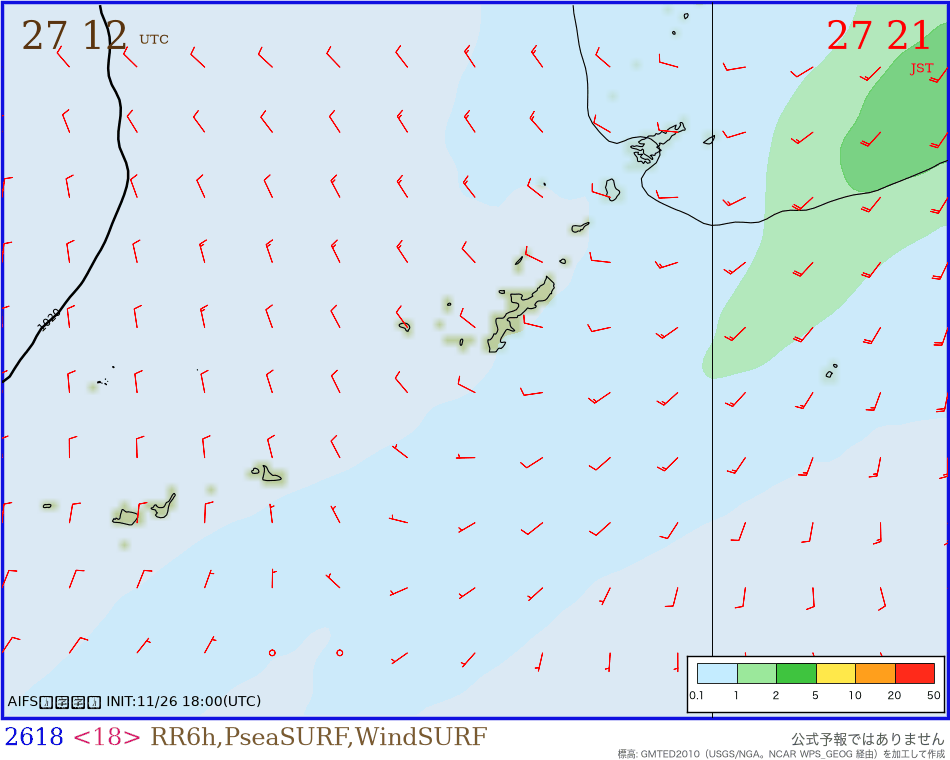 27 12 UTC
27 21
JST
1020
AIFS INIT:11/26 18:00(UTC)
0.1 1 2 5 10 20 50
2618 <18> RR6h,PseaSURF,WindSURF
公式予報ではありません
標高: GMTED2010（USGS/NGA。NCAR WPS_GEOG 経由）を加工して作成